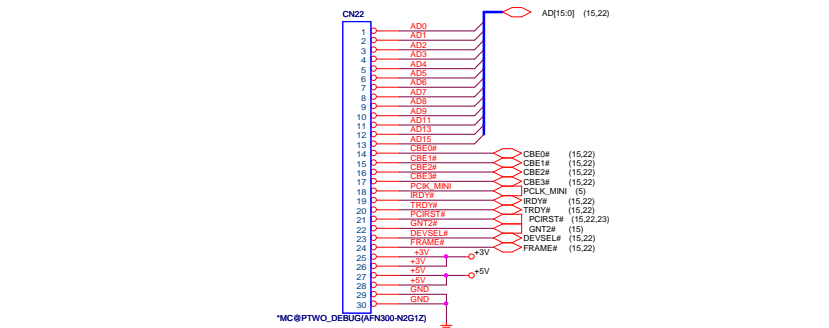 CN22
AD[15:0] (15,22)
1 AD0
2 AD1
3 AD2
4 AD3
5 AD4
6 AD5
7 AD6
8 AD7
9 AD8
10 AD9
11 AD11
12 AD13
13 AD15
14 CBE0# CBE0# (15,22)
15 CBE1# CBE1# (15,22)
16 CBE2# CBE2# (15,22)
17 CBE3# CBE3# (15,22)
18 PCIK_MINI PCLK_MINI (5)
19 IRDY# IRDY# (15,22)
20 TRDY# TRDY# (15,22)
21 PCIRST# PCIRST# (15,22,23)
22 GNT2# GNT2# (15)
23 DEVSEL# DEVSEL# (15,22)
24 FRAME# FRAME# (15,22)
25 +3V +3V
26 +3V
27 +5V +5V
28 +5V
29 GND
30 GND
*MC@PTWO_DEBUG(AFN300-N2G1Z)